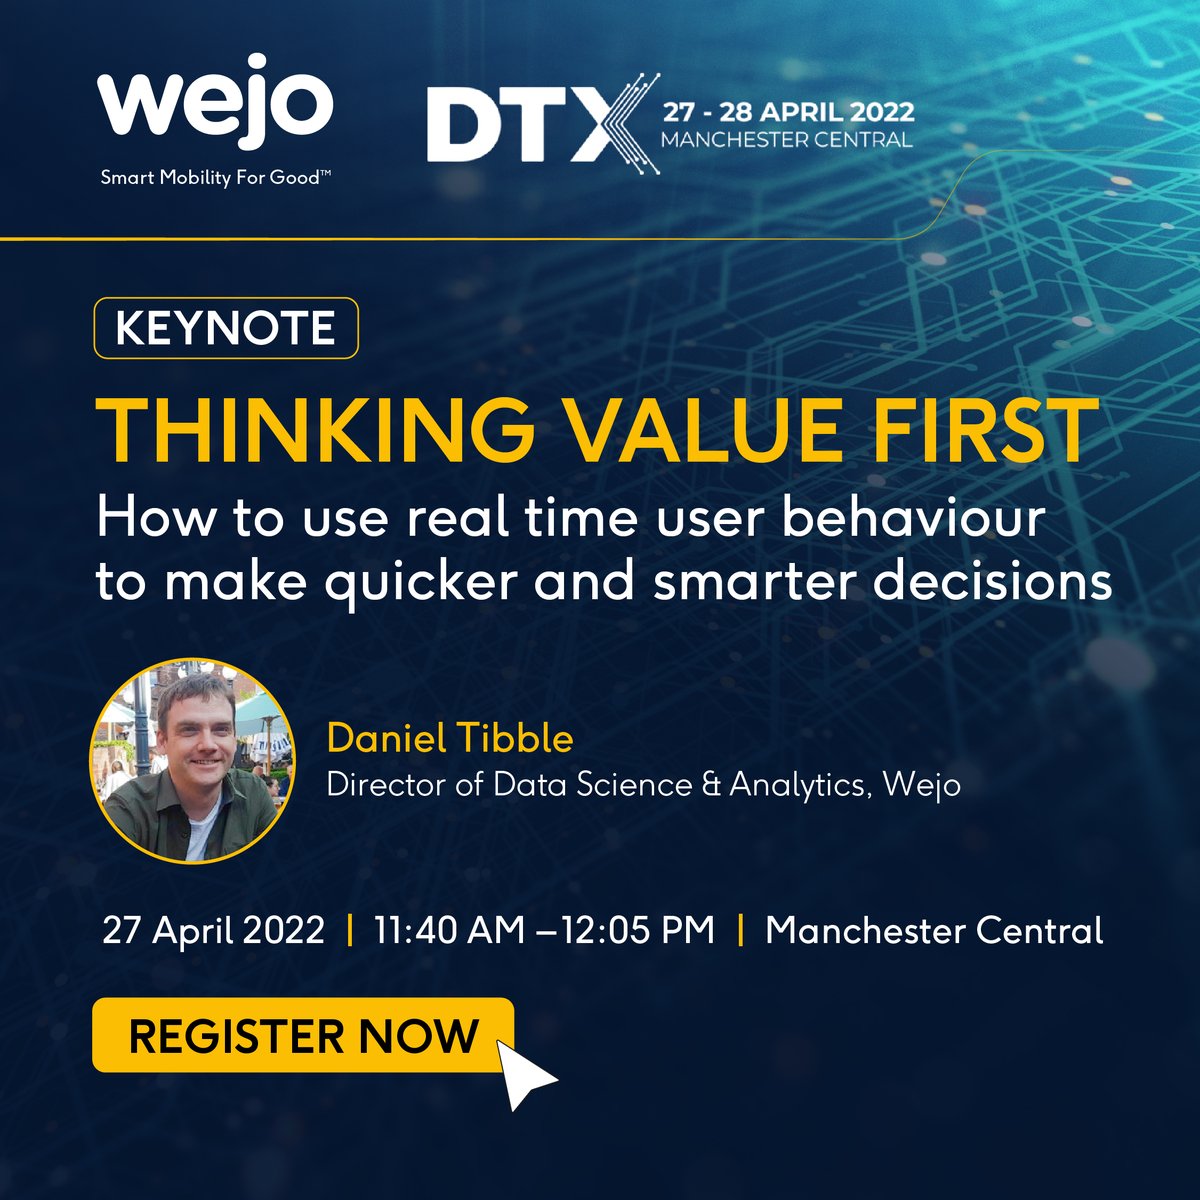 wejo
Smart Mobility For Good™
DTX
27 - 28 APRIL 2022
MANCHESTER CENTRAL
KEYNOTE
THINKING VALUE FIRST
How to use real time user behaviour
to make quicker and smarter decisions
Daniel Tibble
Director of Data Science & Analytics, Wejo
27 April 2022 | 11:40 AM –12:05 PM | Manchester Central
REGISTER NOW